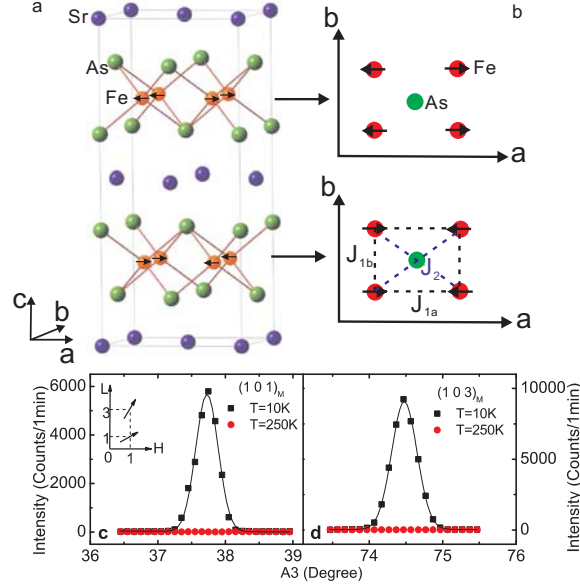 a
Sr
As
Fe
c
b
a
b
b
Fe
As
a
b
J1b
J2
J1a
a
Intensity (Counts/1min)
6000
4000
2000
0
L
3
1
0
1
H
(1 0 1)M
T=10K
T=250K
c
36
37
38
39
(1 0 3)M
T=10K
T=250K
d
74
75
76
10000
5000
0
Intensity (Counts/1min)
A3 (Degree)